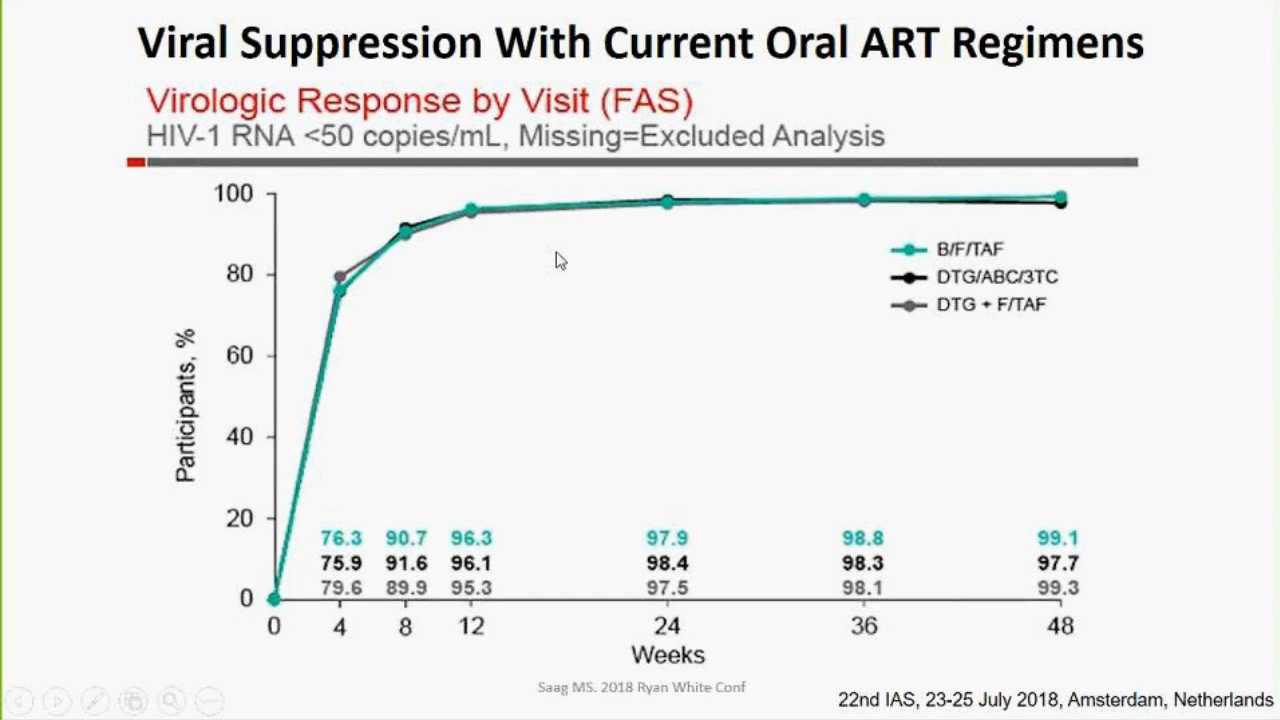 Viral Suppression With Current Oral ART Regimens
Virologic Response by Visit (FAS)
HIV-1 RNA <50 copies/mL, Missing=Excluded Analysis
100
80
60
40
20
0
Participants, %
B/F/TAF
DTG/ABC/3TC
DTG + F/TAF
76.3 90.7 96.3 97.9 98.8 99.1
75.9 91.6 96.1 98.4 98.3 97.7
79.6 89.9 95.3 97.5 98.1 99.3
0 4 8 12 24 36 48
Weeks
Saag MS. 2018 Ryan White Conf
22nd IAS, 23-25 July 2018, Amsterdam, Netherlands